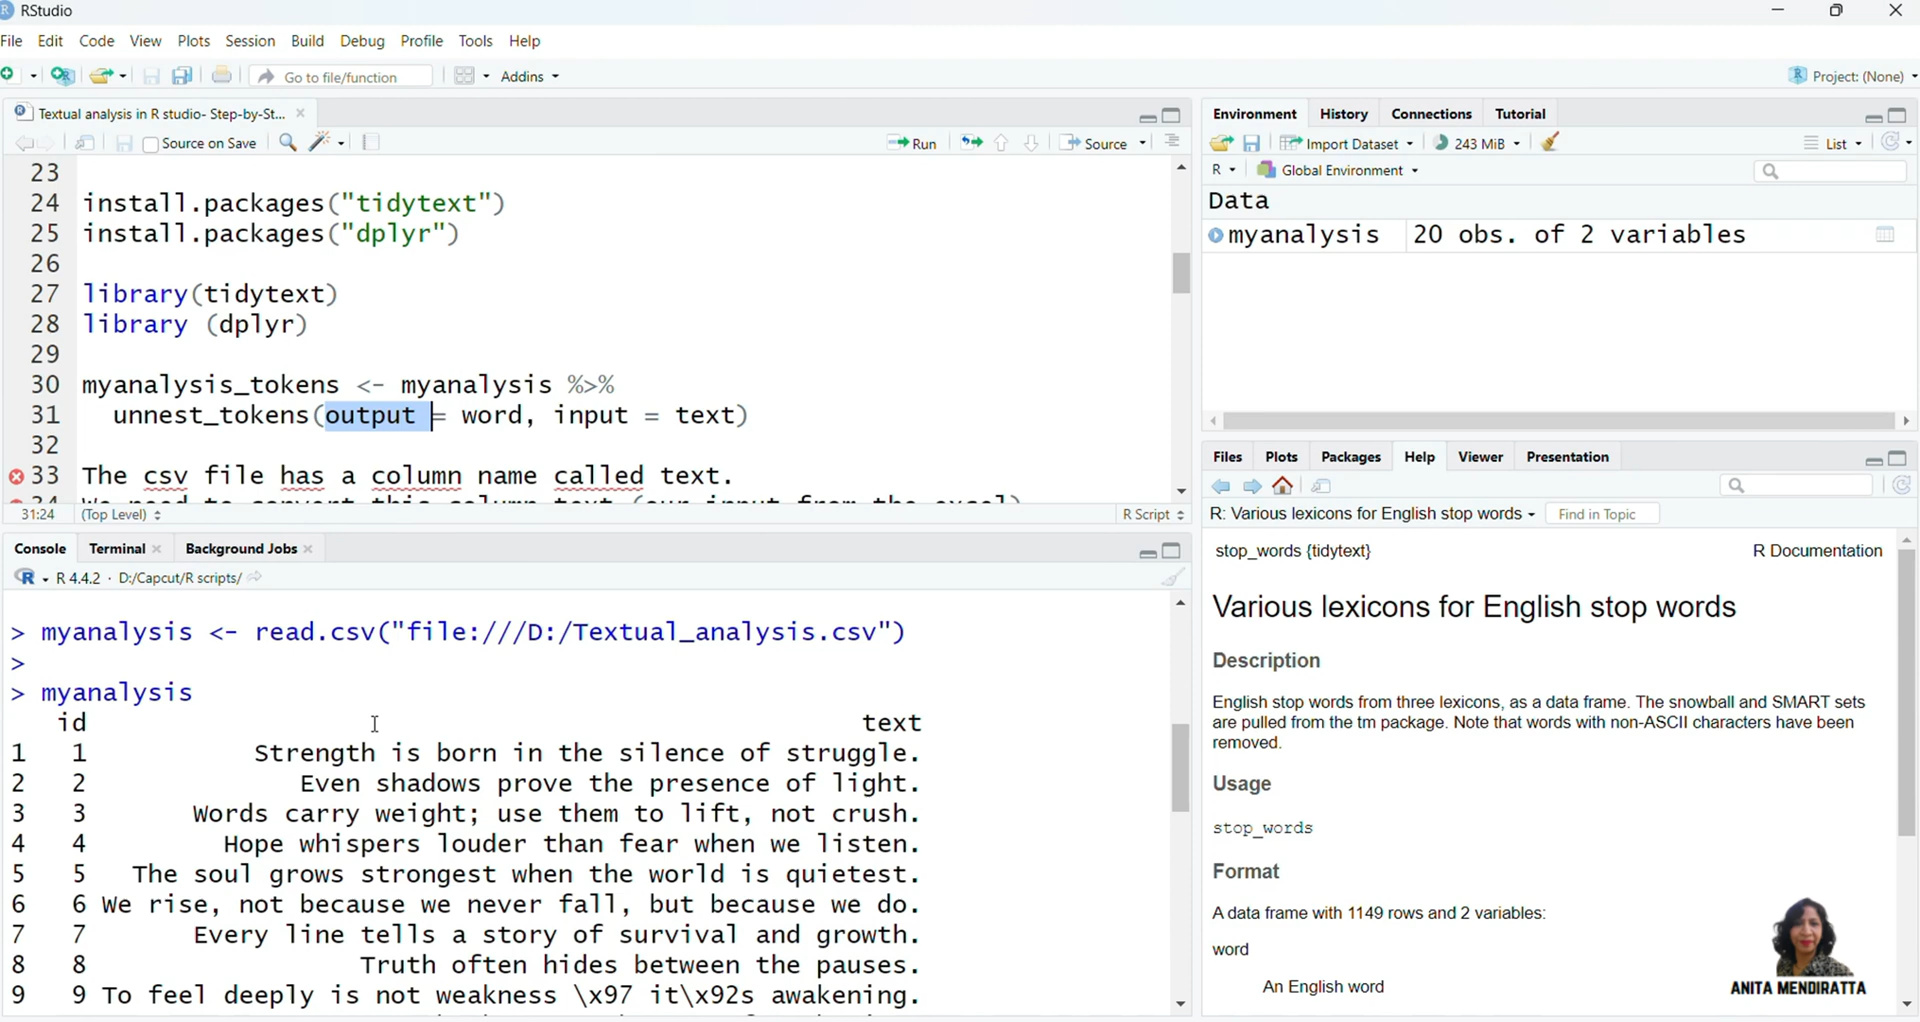 RStudio
File Edit Code View Plots Session Build Debug Profile Tools Help
Go to file/function Addins Project: (None)
Textual analysis in R studio- Step-by-St...
Source on Save Run Source
23
24 install.packages("tidytext")
25 install.packages("dplyr")
26
27 library(tidytext)
28 library (dplyr)
29
30 myanalysis_tokens <- myanalysis %>%
31 unnest_tokens(output = word, input = text)
32
33 The csv file has a column name called text.
34 We need to convert this column text (our input from the excel)
31:24 (Top Level) R Script
Console Terminal Background Jobs
R 4.4.2 · D:/Capcut/R scripts/
> myanalysis <- read.csv("file:///D:/Textual_analysis.csv")
>
> myanalysis
id text
1 1 Strength is born in the silence of struggle.
2 2 Even shadows prove the presence of light.
3 3 Words carry weight; use them to lift, not crush.
4 4 Hope whispers louder than fear when we listen.
5 5 The soul grows strongest when the world is quietest.
6 6 We rise, not because we never fall, but because we do.
7 7 Every line tells a story of survival and growth.
8 8 Truth often hides between the pauses.
9 9 To feel deeply is not weakness \x97 it\x92s awakening.
Environment History Connections Tutorial
Import Dataset 243 MiB List
R Global Environment
Data
myanalysis 20 obs. of 2 variables
Files Plots Packages Help Viewer Presentation
R: Various lexicons for English stop words Find in Topic
stop_words {tidytext} R Documentation
Various lexicons for English stop words
Description
English stop words from three lexicons, as a data frame. The snowball and SMART sets
are pulled from the tm package. Note that words with non-ASCII characters have been
removed.
Usage
stop_words
Format
A data frame with 1149 rows and 2 variables:
word
An English word
ANITA MENDIRATTA